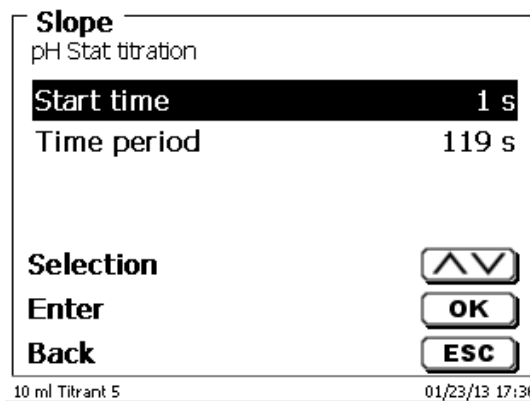 Slope
pH Stat titration
Start time 1 s
Time period 119 s
Selection
Enter OK
Back ESC
10 ml Titrant 5 01/23/13 17:36